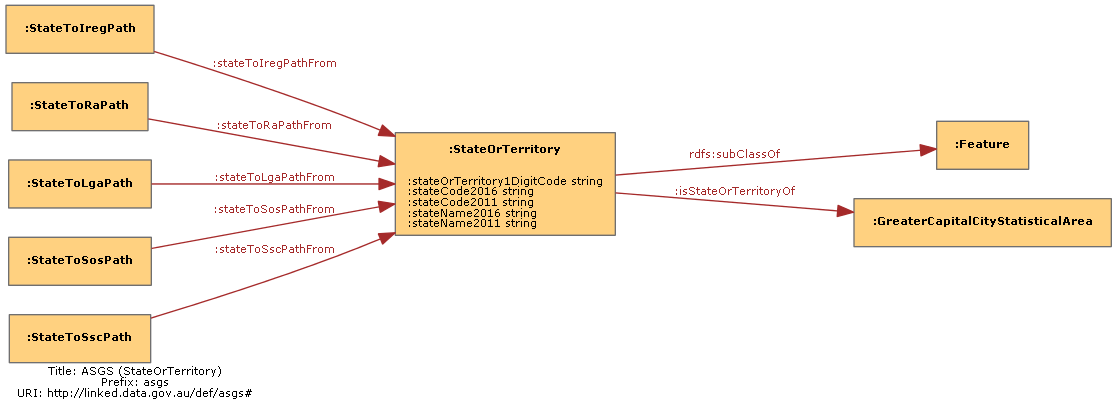 :StateToIregPath
:stateToIregPathFrom
:StateToRaPath
:stateToRaPathFrom
:StateToLgaPath
:stateToLgaPathFrom
:StateToSosPath
:stateToSosPathFrom
:StateToSscPath
:stateToSscPathFrom
:StateOrTerritory
:stateOrTerritory1DigitCode string
:stateCode2016 string
:stateCode2011 string
:stateName2016 string
:stateName2011 string
rdfs:subClassOf
:Feature
:isStateOrTerritoryOf
:GreaterCapitalCityStatisticalArea
Title: ASGS (StateOrTerritory)
Prefix: asgs
URI: http://linked.data.gov.au/def/asgs#